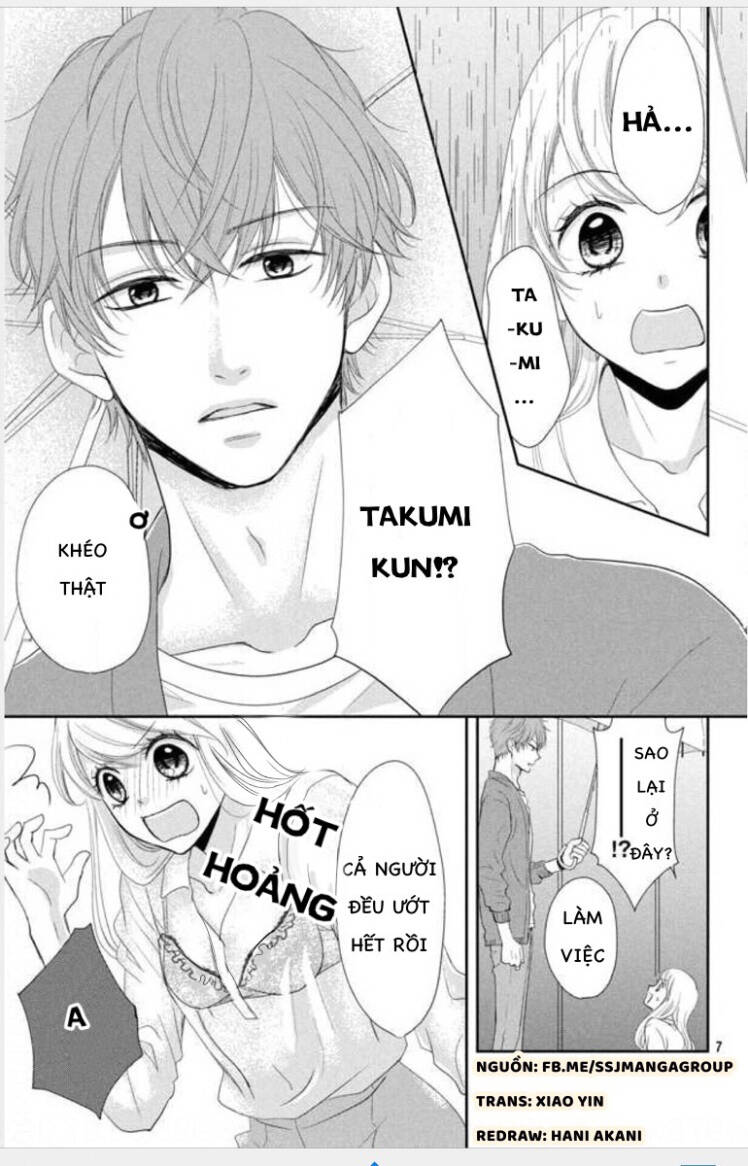 HẢ...
TA
-KU
-MI
...
TAKUMI
KUN!?
Ơ
KHÉO
THẬT
SAO
LẠI
Ở
ĐÂY?
!?
LÀM
VIỆC
HỐT
HOẢNG
CẢ NGƯỜI
ĐỀU ƯỚT
HẾT RỒI
A
7
NGUỒN: FB.ME/SSJMANGAGROUP
TRANS: XIAO YIN
REDRAW: HANI AKANI